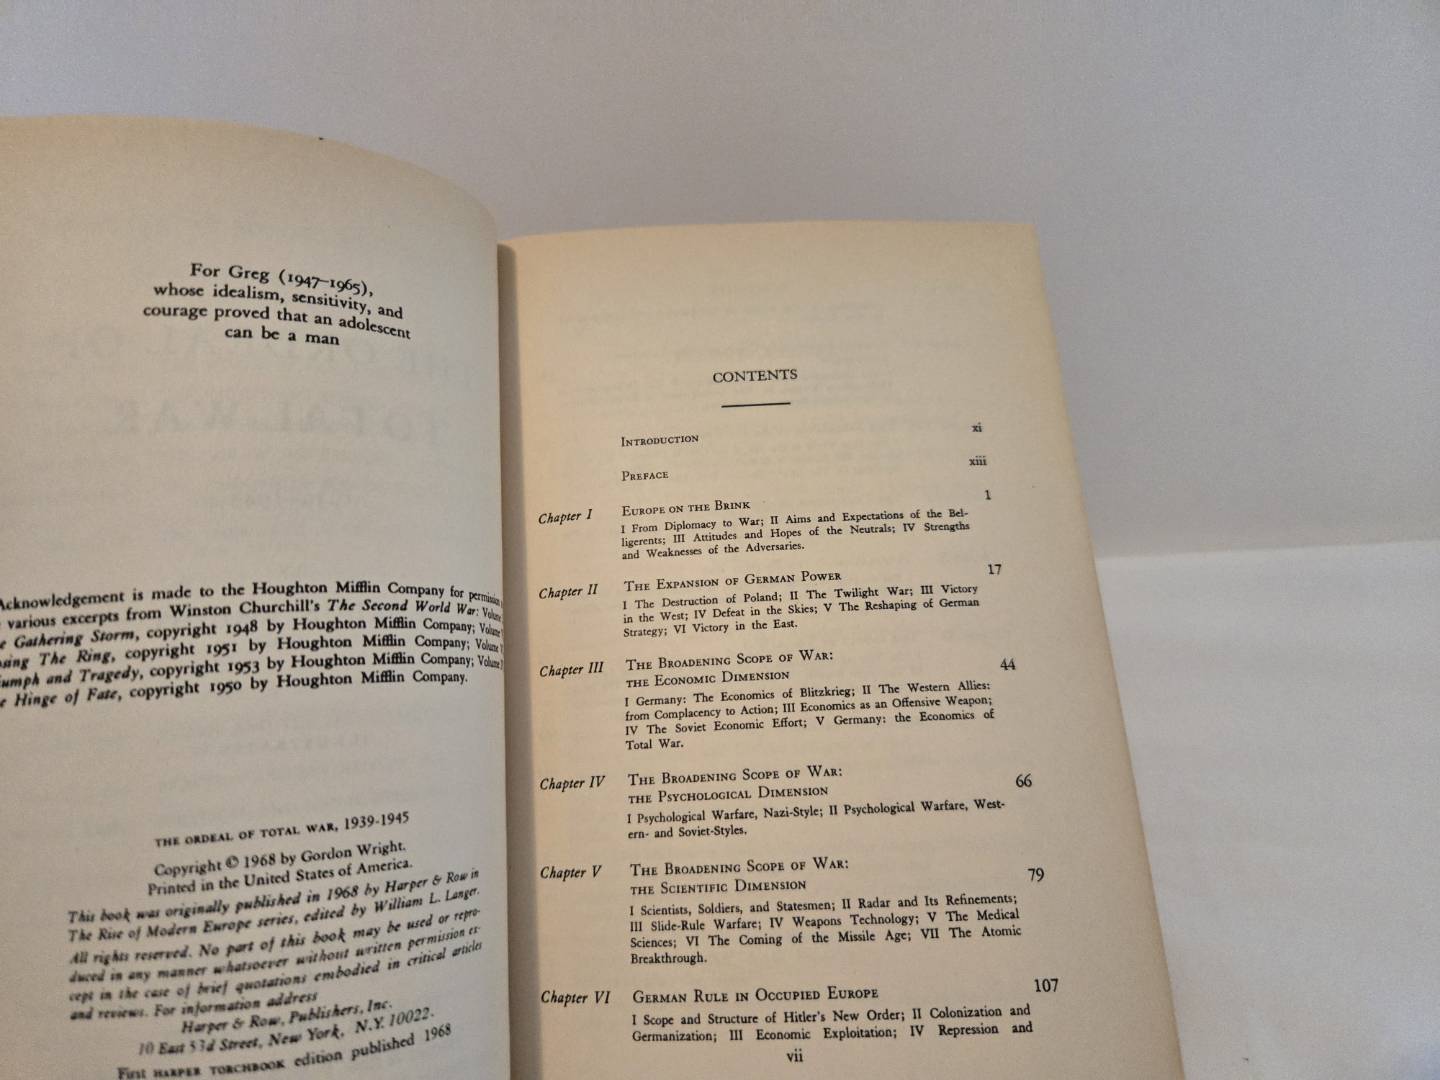 For Greg (1947–1965),
whose idealism, sensitivity, and
courage proved that an adolescent
can be a man
Acknowledgement is made to the Houghton Mifflin Company for permission
various excerpts from Winston Churchill's The Second World War: Volume
Gathering Storm, copyright 1948 by Houghton Mifflin Company; Volume
The Ring, copyright 1951 by Houghton Mifflin Company; Volume
and Tragedy, copyright 1953 by Houghton Mifflin Company; Volume
Hinge of Fate, copyright 1950 by Houghton Mifflin Company.
THE ORDEAL OF TOTAL WAR, 1939-1945
Copyright © 1968 by Gordon Wright.
Printed in the United States of America.
This book was originally published in 1968 by Harper & Row in
The Rise of Modern Europe series, edited by William L. Langer.
All rights reserved. No part of this book may be used or repro-
duced in any manner whatsoever without written permission ex-
cept in the case of brief quotations embodied in critical articles
and reviews. For information address
Harper & Row, Publishers, Inc.
10 East 53d Street, New York, N.Y. 10022.
First HARPER TORCHBOOK edition published 1968
CONTENTS
INTRODUCTION xi
PREFACE xiii
Chapter I EUROPE ON THE BRINK 1
I From Diplomacy to War; II Aims and Expectations of the Bel-
ligerents; III Attitudes and Hopes of the Neutrals; IV Strengths
and Weaknesses of the Adversaries.
Chapter II THE EXPANSION OF GERMAN POWER 17
I The Destruction of Poland; II The Twilight War; III Victory
in the West; IV Defeat in the Skies; V The Reshaping of German
Strategy; VI Victory in the East.
Chapter III THE BROADENING SCOPE OF WAR:
THE ECONOMIC DIMENSION 44
I Germany: The Economics of Blitzkrieg; II The Western Allies:
from Complacency to Action; III Economics as an Offensive Weapon;
IV The Soviet Economic Effort; V Germany: the Economics of
Total War.
Chapter IV THE BROADENING SCOPE OF WAR:
THE PSYCHOLOGICAL DIMENSION 66
I Psychological Warfare, Nazi-Style; II Psychological Warfare, West-
ern- and Soviet-Styles.
Chapter V THE BROADENING SCOPE OF WAR:
THE SCIENTIFIC DIMENSION 79
I Scientists, Soldiers, and Statesmen; II Radar and Its Refinements;
III Slide-Rule Warfare; IV Weapons Technology; V The Medical
Sciences; VI The Coming of the Missile Age; VII The Atomic
Breakthrough.
Chapter VI GERMAN RULE IN OCCUPIED EUROPE 107
I Scope and Structure of Hitler's New Order; II Colonization and
Germanization; III Economic Exploitation; IV Repression and
vii